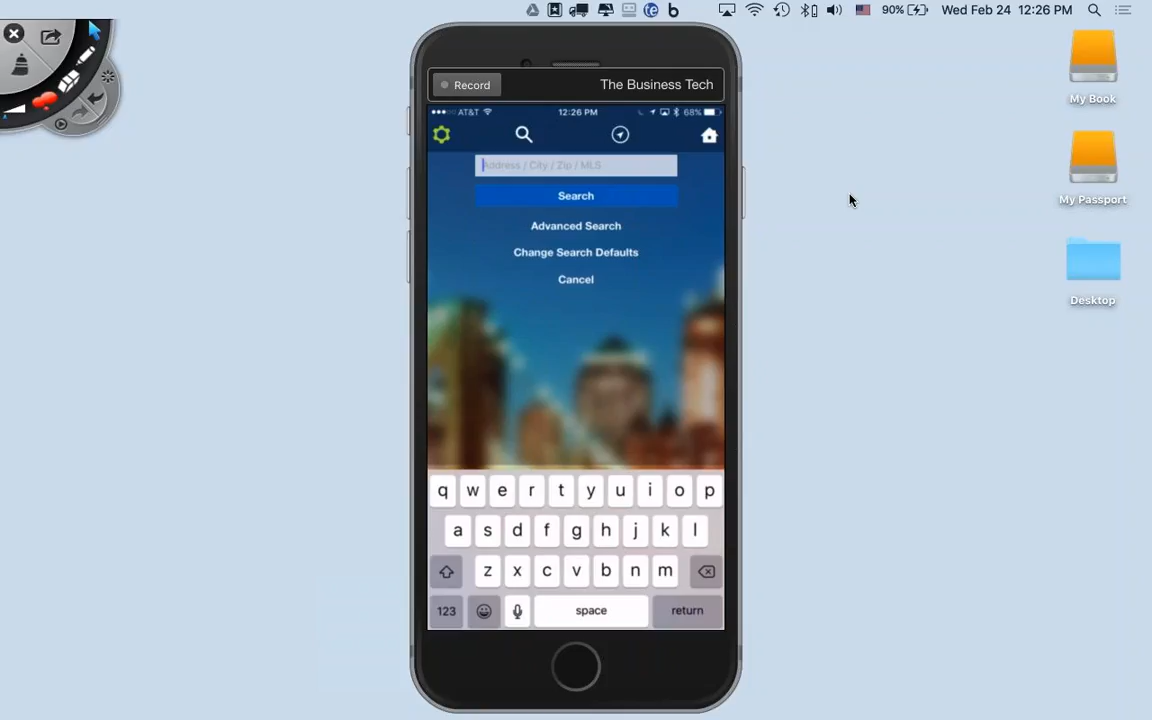 90% Wed Feb 24 12:26 PM
Record The Business Tech
AT&T 12:26 PM 68%
Address / City / Zip / MLS
Search
Advanced Search
Change Search Defaults
Cancel
q w e r t y u i o p
a s d f g h j k l
z x c v b n m
123 space return
My Book
My Passport
Desktop